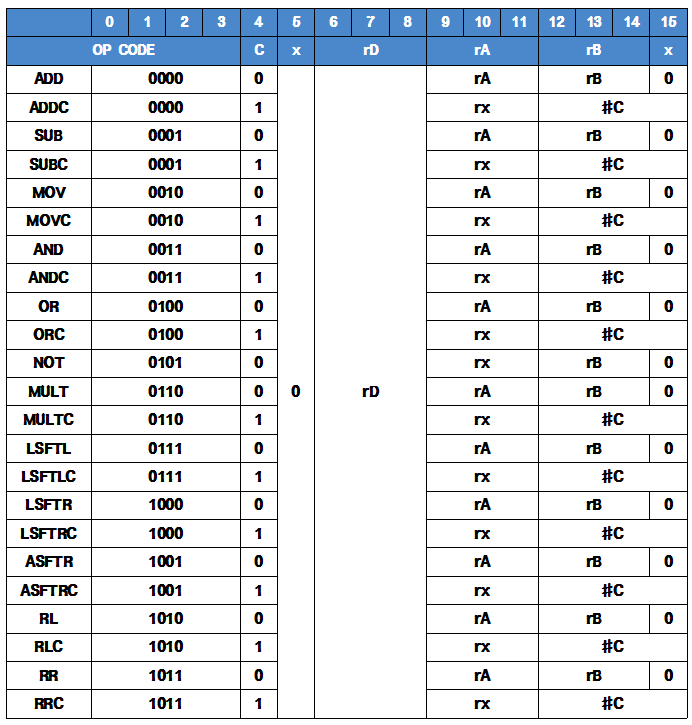 0 1 2 3 4 5 6 7 8 9 10 11 12 13 14 15
OP CODE C x rD rA rB x
ADD 0000 0 rA rB 0
ADDC 0000 1 rx #C
SUB 0001 0 rA rB 0
SUBC 0001 1 rx #C
MOV 0010 0 rA rB 0
MOVC 0010 1 rx #C
AND 0011 0 rA rB 0
ANDC 0011 1 rx #C
OR 0100 0 rA rB 0
ORC 0100 1 rx #C
NOT 0101 0 rx rB 0
MULT 0110 0 0 rD rA rB 0
MULTC 0110 1 rx #C
LSFTL 0111 0 rA rB 0
LSFTLC 0111 1 rx #C
LSFTR 1000 0 rA rB 0
LSFTRC 1000 1 rx #C
ASFTR 1001 0 rA rB 0
ASFTRC 1001 1 rx #C
RL 1010 0 rA rB 0
RLC 1010 1 rx #C
RR 1011 0 rA rB 0
RRC 1011 1 rx #C